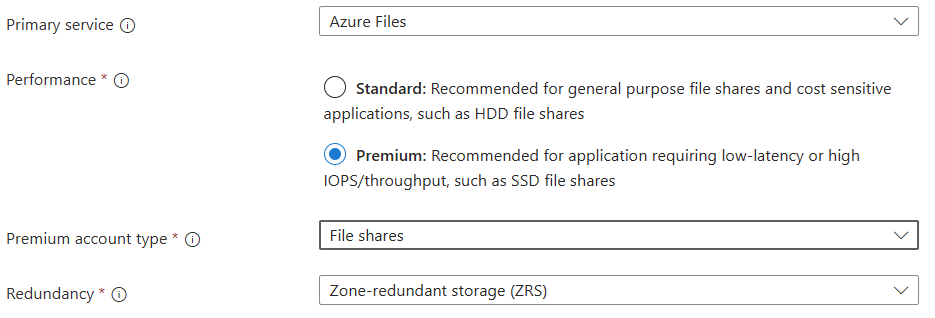 Primary service
Azure Files
Performance *
Standard: Recommended for general purpose file shares and cost sensitive
applications, such as HDD file shares
Premium: Recommended for application requiring low-latency or high
IOPS/throughput, such as SSD file shares
Premium account type *
File shares
Redundancy *
Zone-redundant storage (ZRS)